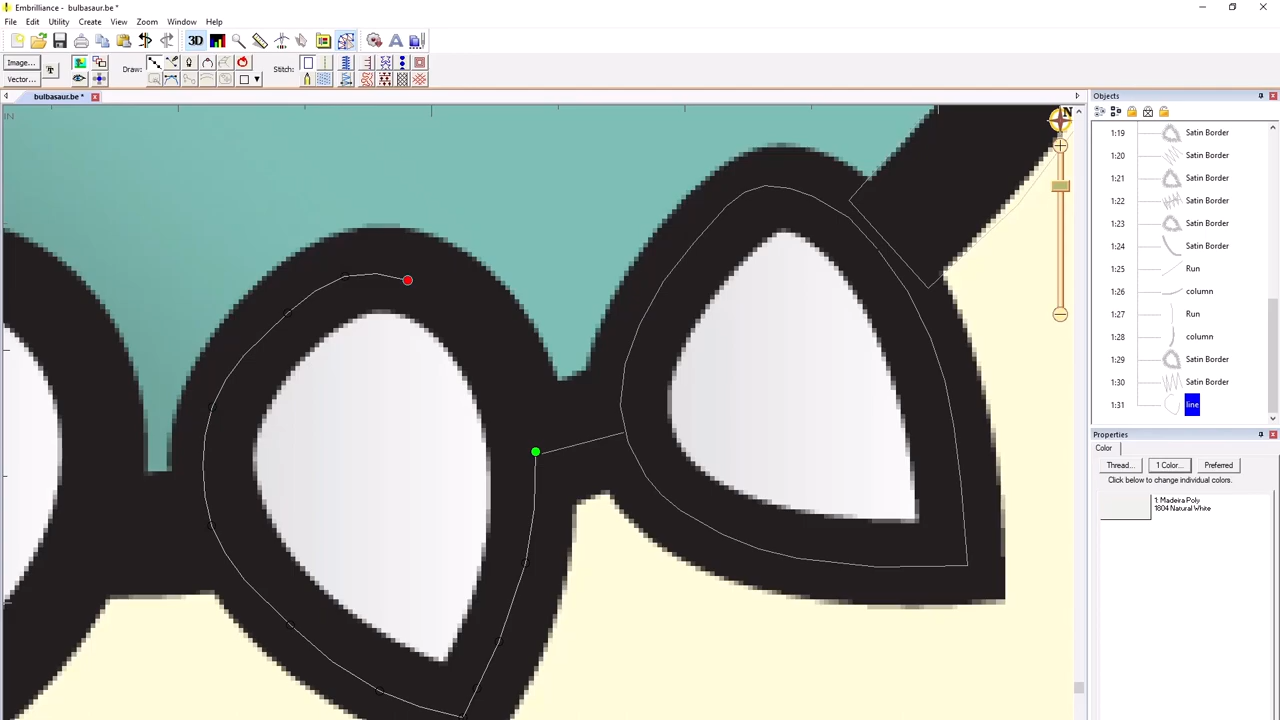 Embrilliance - bulbasaur.be *
File Edit Utility Create View Zoom Window Help
3D
Image...
Vector...
Draw:
Stitch:
bulbasaur.be *
IN
N
Objects
1:19 Satin Border
1:20 Satin Border
1:21 Satin Border
1:22 Satin Border
1:23 Satin Border
1:24 Satin Border
1:25 Run
1:26 column
1:27 Run
1:28 column
1:29 Satin Border
1:30 Satin Border
1:31 line
Properties
Color
Thread... 1 Color... Preferred
Click below to change individual colors.
1: Madeira Poly
1804 Natural White